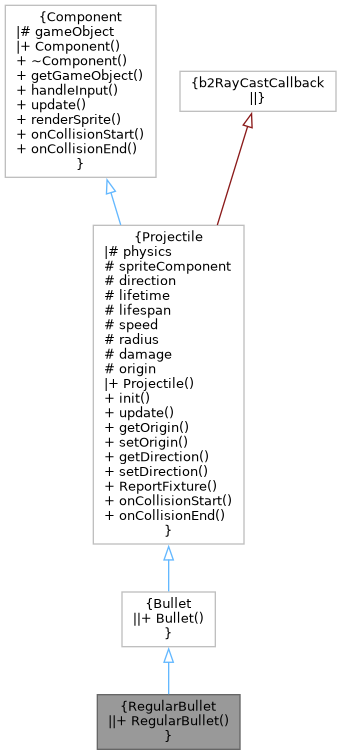 {Component
|# gameObject
|+ Component()
+ ~Component()
+ getGameObject()
+ handleInput()
+ update()
+ renderSprite()
+ onCollisionStart()
+ onCollisionEnd()
}
{b2RayCastCallback
||}
{Projectile
|# physics
# spriteComponent
# direction
# lifetime
# lifespan
# speed
# radius
# damage
# origin
|+ Projectile()
+ init()
+ update()
+ getOrigin()
+ setOrigin()
+ getDirection()
+ setDirection()
+ ReportFixture()
+ onCollisionStart()
+ onCollisionEnd()
}
{Bullet
||+ Bullet()
}
{RegularBullet
||+ RegularBullet()
}